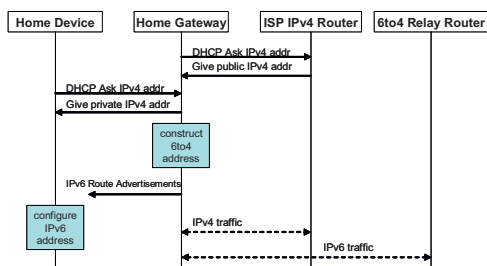 Home Device
Home Gateway
ISP IPv4 Router
6to4 Relay Router
DHCP Ask IPv4 addr
Give public IPv4 addr
DHCP Ask IPv4 addr
Give private IPv4 addr
construct
6to4
address
IPv6 Route Advertisements
configure
IPv6
address
IPv4 traffic
IPv6 traffic